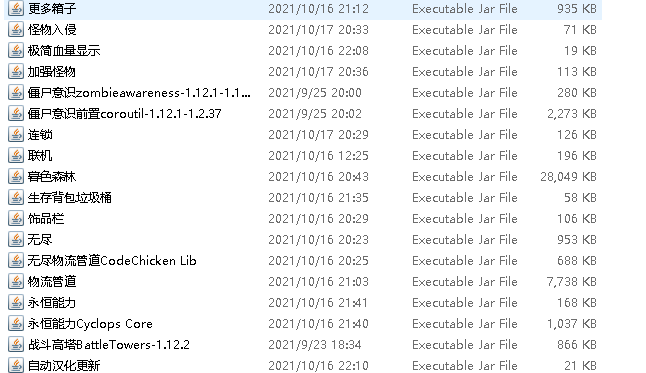 更多箱子 2021/10/16 21:12 Executable Jar File 935 KB
怪物入侵 2021/10/17 20:33 Executable Jar File 71 KB
极简血量显示 2021/10/16 22:08 Executable Jar File 19 KB
加强怪物 2021/10/17 20:36 Executable Jar File 113 KB
僵尸意识zombieawareness-1.12.1-1.1... 2021/9/25 20:00 Executable Jar File 280 KB
僵尸意识前置coroutil-1.12.1-1.2.37 2021/9/25 20:02 Executable Jar File 2,273 KB
连锁 2021/10/17 20:29 Executable Jar File 126 KB
联机 2021/10/16 12:25 Executable Jar File 196 KB
暮色森林 2021/10/16 20:43 Executable Jar File 28,049 KB
生存背包垃圾桶 2021/10/16 21:35 Executable Jar File 58 KB
饰品栏 2021/10/16 20:29 Executable Jar File 106 KB
无尽 2021/10/16 20:23 Executable Jar File 953 KB
无尽物流管道CodeChicken Lib 2021/10/16 20:25 Executable Jar File 688 KB
物流管道 2021/10/16 21:03 Executable Jar File 7,738 KB
永恒能力 2021/10/16 21:41 Executable Jar File 168 KB
永恒能力Cyclops Core 2021/10/16 21:40 Executable Jar File 1,037 KB
战斗高塔BattleTowers-1.12.2 2021/9/23 18:34 Executable Jar File 866 KB
自动汉化更新 2021/10/16 22:10 Executable Jar File 21 KB